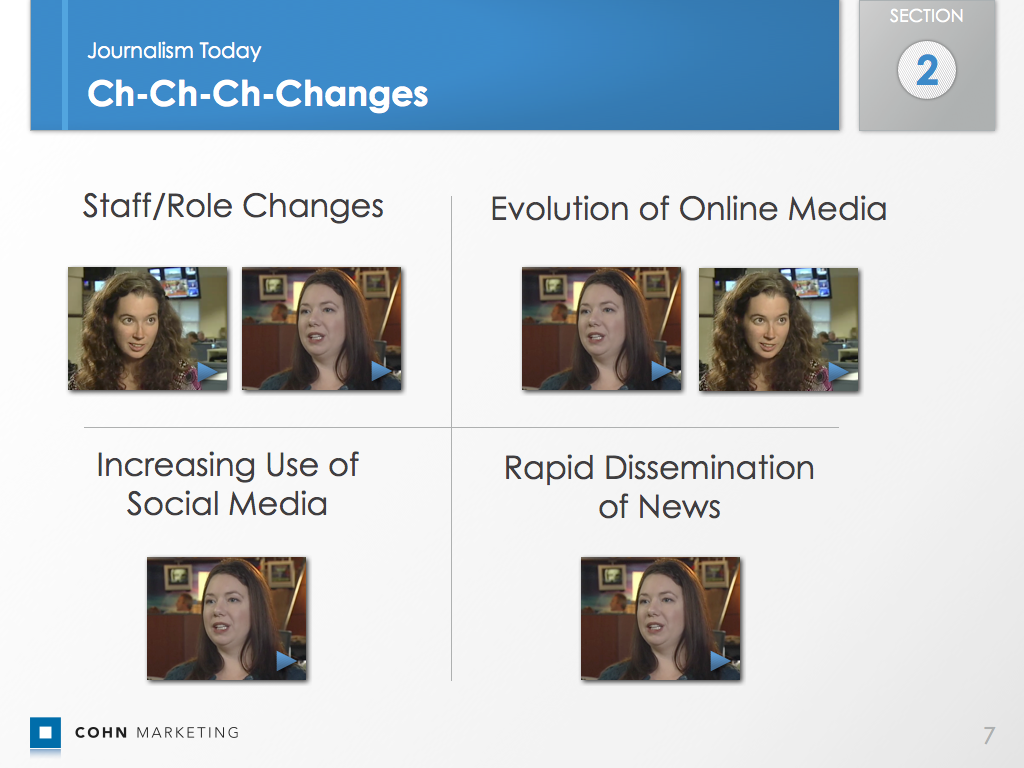 Journalism Today
Ch-Ch-Ch-Changes
SECTION
2
Staff/Role Changes
Evolution of Online Media
Increasing Use of
Social Media
Rapid Dissemination
of News
COHN MARKETING
7